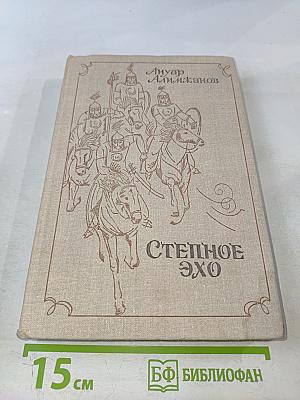 Ануар
Алимжанов
СТЕПНОЕ
ЭХО
15 см
БФ БИБЛИОФАН